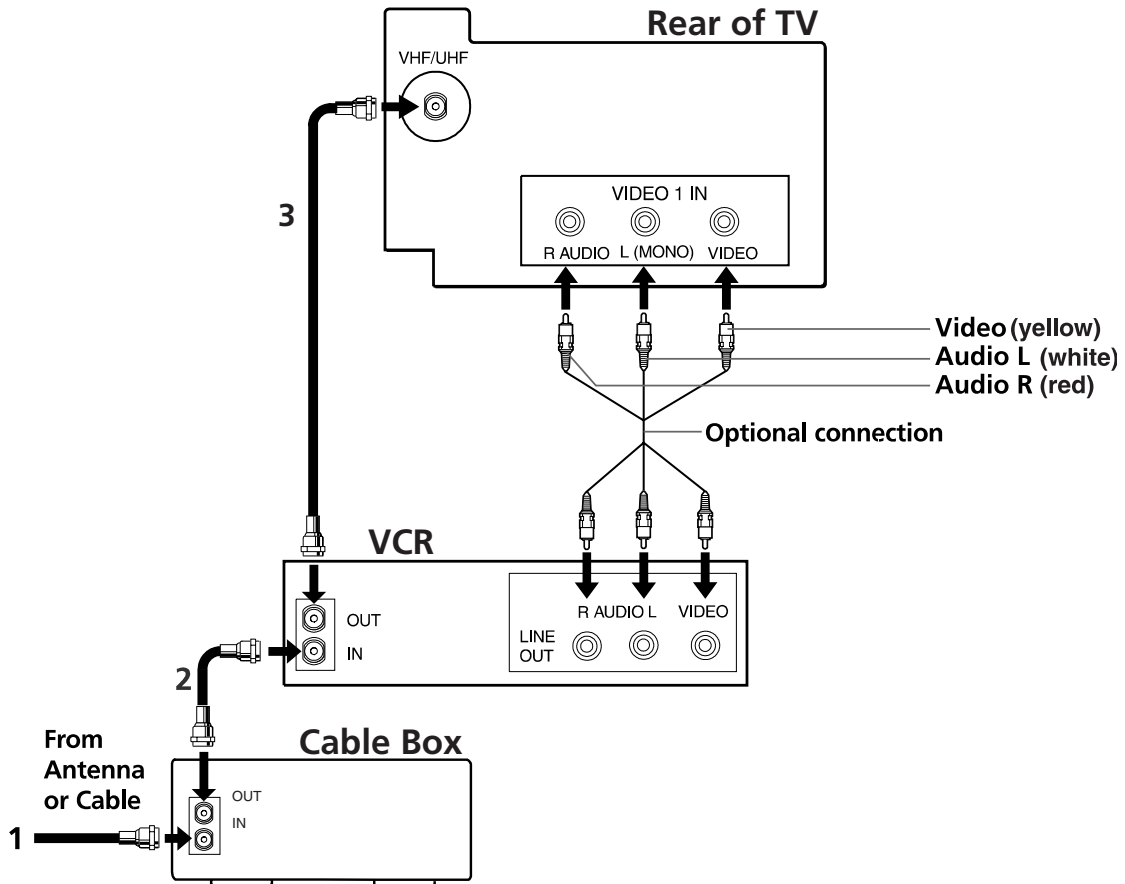 Rear of TV
VHF/UHF
VIDEO 1 IN
R AUDIO L (MONO) VIDEO
3
Video (yellow)
Audio L (white)
Audio R (red)
Optional connection
VCR
OUT
IN
R AUDIO L VIDEO
LINE
OUT
2
Cable Box
From
Antenna
or Cable
OUT
IN
1